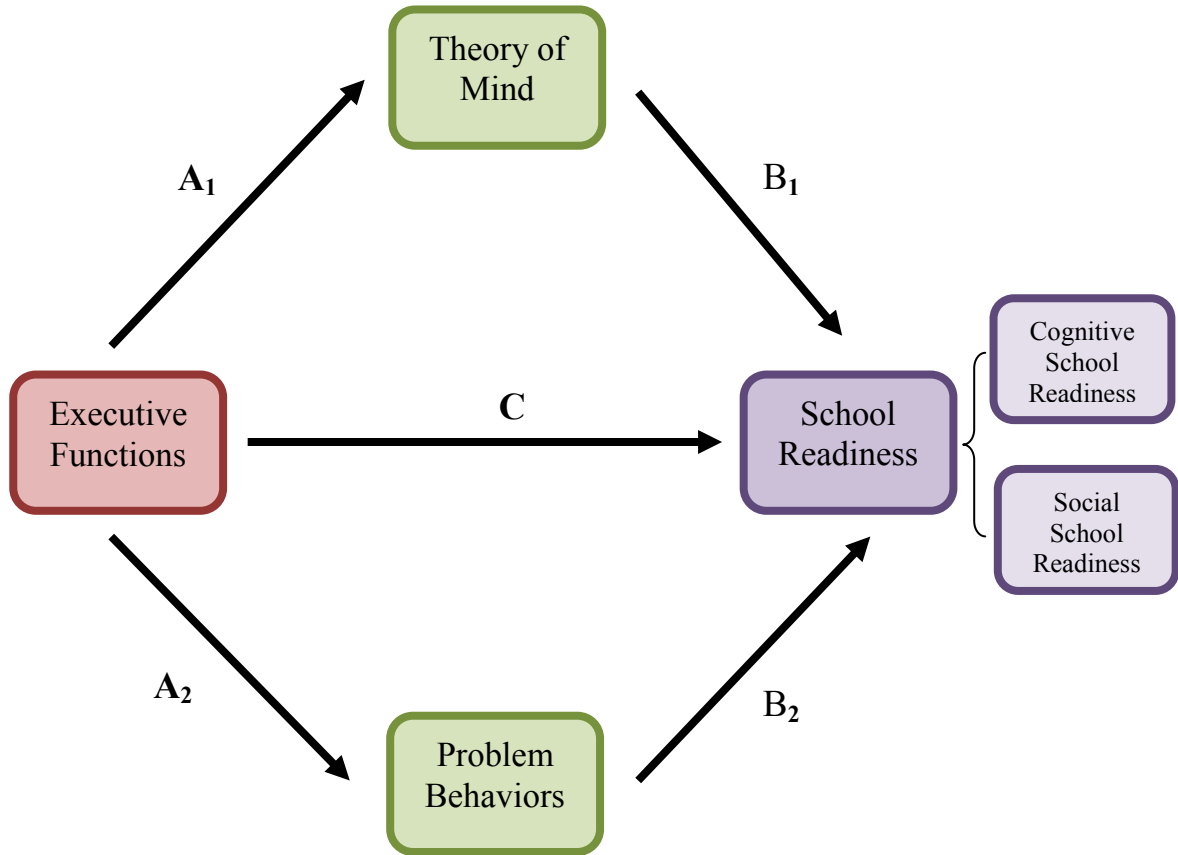 Theory of
Mind
A₁
B₁
Executive
Functions
C
School
Readiness
Cognitive
School
Readiness
Social
School
Readiness
A₂
B₂
Problem
Behaviors